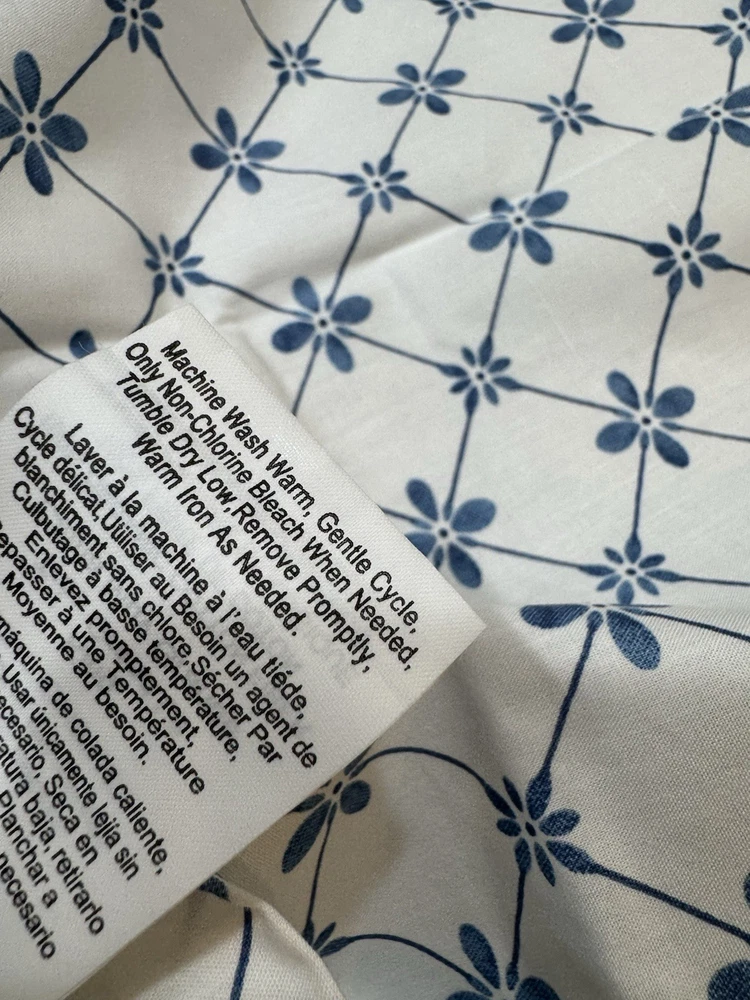 Machine Wash Warm, Gentle Cycle,
Only Non-Chlorine Bleach When Needed,
Tumble Dry Low, Remove Promptly,
Warm Iron As Needed.
Laver à la machine à l'eau tiéde,
Cycle délicat, Utiliser au Besoin un agent de
blanchiment sans chlore, Sécher Par
Culbutage à basse température,
Enlevez promptement,
à une Température
Moyenne au besoin.
máquina de colada caliente,
Usar únicamente lejía sin
Seca en
baja, retirarlo
Planchar a
necesario